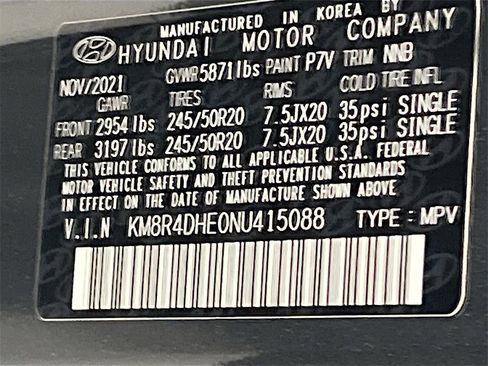 MANUFACTURED IN KOREA BY
HYUNDAI MOTOR COMPANY
NOV/2021 GVWR 5871lbs PAINT P7V TRIM NNB
GAWR TIRES RIMS COLD TIRE INFL
FRONT 2954 lbs 245/50R20 7.5JX20 35psi SINGLE
REAR 3197 lbs 245/50R20 7.5JX20 35psi SINGLE
THIS VEHICLE CONFORMS TO ALL APPLICABLE U.S.A. FEDERAL
MOTOR VEHICLE SAFETY AND THEFT PREVENTION STANDARDS
IN EFFECT ON THE DATE OF MANUFACTURE SHOWN ABOVE
V.I.N KM8R4DHE0NU415088 TYPE : MPV